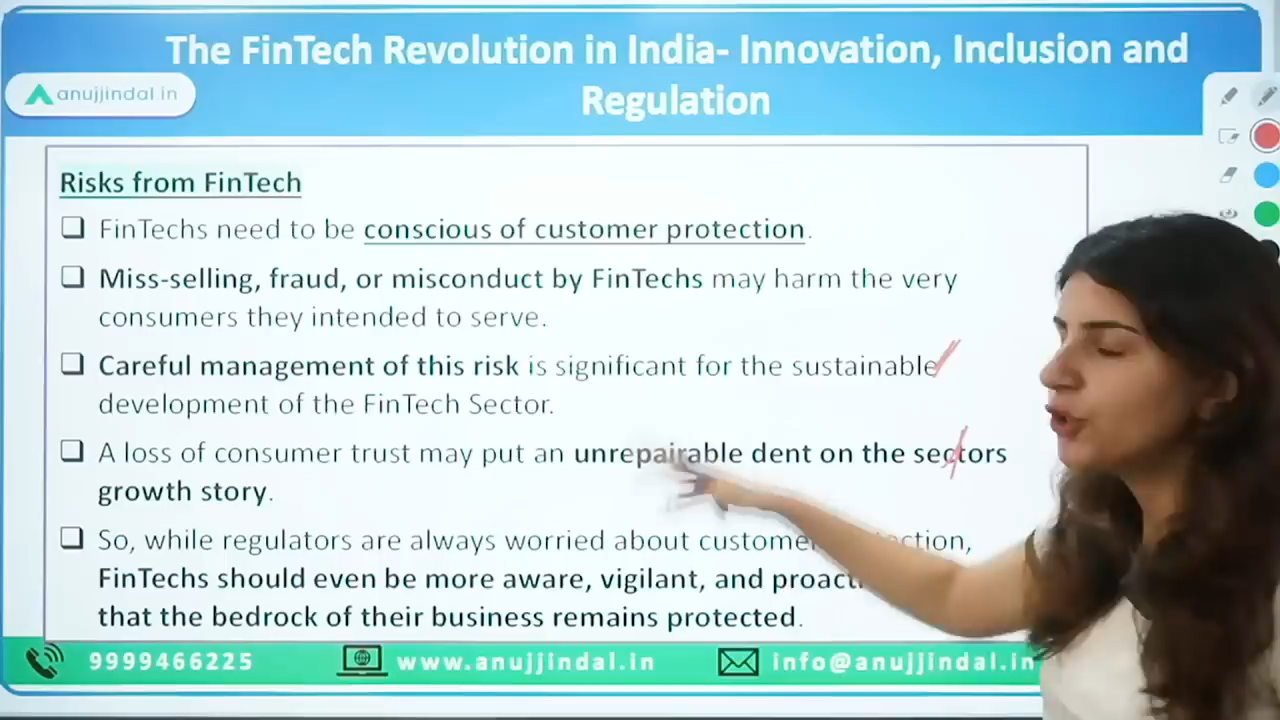 The FinTech Revolution in India- Innovation, Inclusion and
Regulation
anujjindal in
Risks from FinTech
FinTechs need to be conscious of customer protection.
Miss-selling, fraud, or misconduct by FinTechs may harm the very
consumers they intended to serve.
Careful management of this risk is significant for the sustainable
development of the FinTech Sector.
A loss of consumer trust may put an unrepairable dent on the sectors
growth story.
So, while regulators are always worried about
FinTechs should even be more aware, vigilant, and
that the bedrock of their business remains protected.
9999466225
www.anujjindal.in
info@anujjindal.in